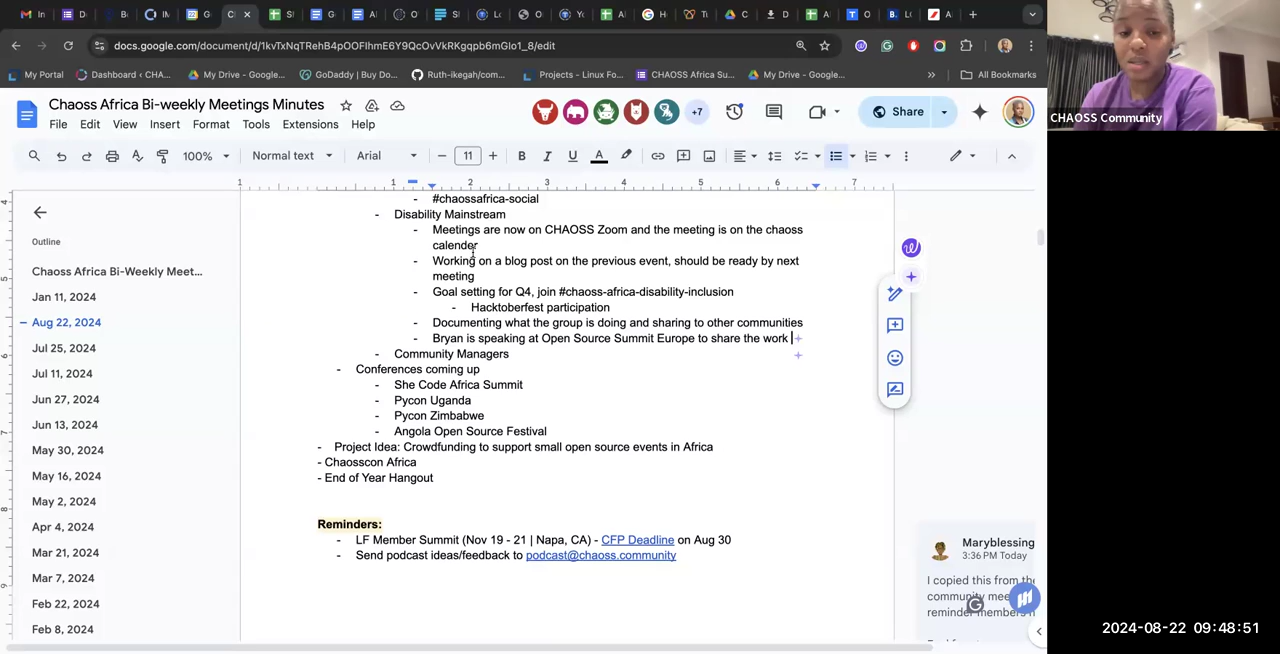 docs.google.com/document/d/1kvTxNqTRehB4pOOFIhmE6Y9QcOvVkRKgqpb6mGlo1_8/edit
My Portal
Dashboard < CHA...
My Drive - Google...
GoDaddy | Buy Do...
Ruth-ikegah/com...
Projects - Linux Fo...
CHAOSS Africa Su...
My Drive - Google...
»
All Bookmarks
CHAOSS Community
Chaoss Africa Bi-weekly Meetings Minutes
File Edit View Insert Format Tools Extensions Help
+7
Share
100%
Normal text
Arial
11
1 1 2 3 4 5 6 7
Outline
Chaoss Africa Bi-Weekly Meet...
Jan 11, 2024
Aug 22, 2024
Jul 25, 2024
Jul 11, 2024
Jun 27, 2024
Jun 13, 2024
May 30, 2024
May 16, 2024
May 2, 2024
Apr 4, 2024
Mar 21, 2024
Mar 7, 2024
Feb 22, 2024
Feb 8, 2024
- #chaossafrica-social
- Disability Mainstream
- Meetings are now on CHAOSS Zoom and the meeting is on the chaoss
calender
- Working on a blog post on the previous event, should be ready by next
meeting
- Goal setting for Q4, join #chaoss-africa-disability-inclusion
- Hacktoberfest participation
- Documenting what the group is doing and sharing to other communities
- Bryan is speaking at Open Source Summit Europe to share the work
- Community Managers
- Conferences coming up
- She Code Africa Summit
- Pycon Uganda
- Pycon Zimbabwe
- Angola Open Source Festival
- Project Idea: Crowdfunding to support small open source events in Africa
- Chaosscon Africa
- End of Year Hangout
Reminders:
- LF Member Summit (Nov 19 - 21 | Napa, CA) - CFP Deadline on Aug 30
- Send podcast ideas/feedback to podcast@chaoss.community
Maryblessing
3:36 PM Today
I copied this from the
community mee
reminder members
2024-08-22 09:48:51